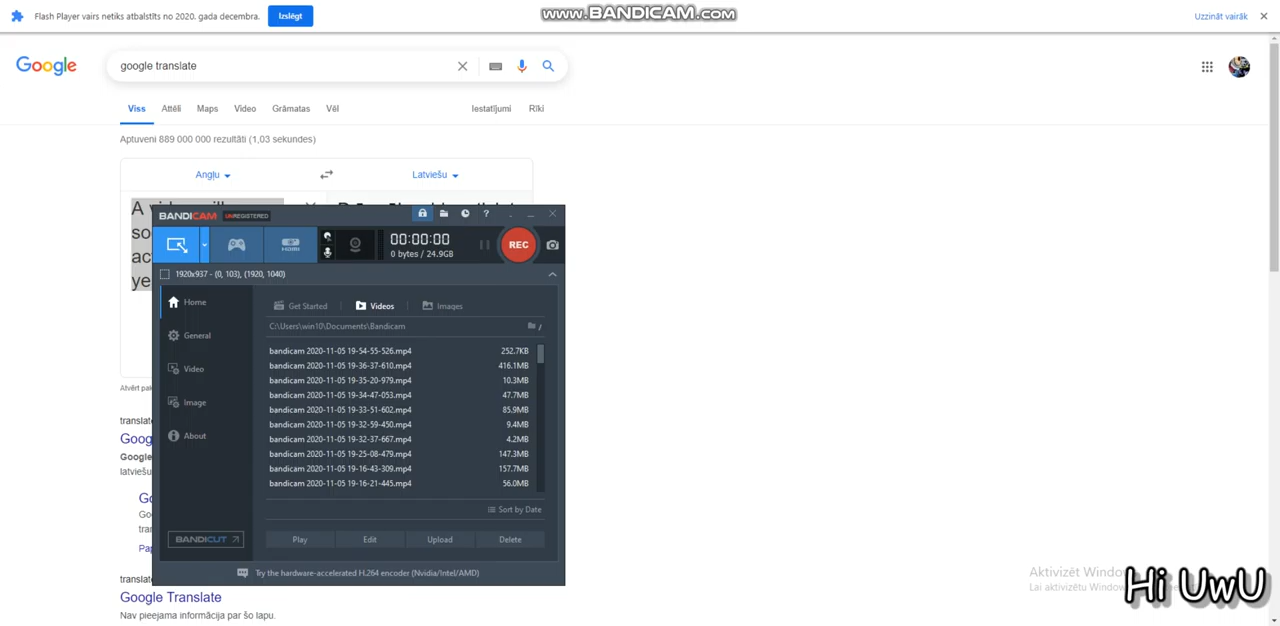 Flash Player vairs netiks atbalstīts no 2020. gada decembra. Izslēgt
www.BANDICAM.com
Uzzināt vairāk
Google
google translate
Viss Attēli Maps Video Grāmatas Vēl Iestatījumi Rīki
Aptuveni 889 000 000 rezultāti (1,03 sekundes)
Angļu Latviešu
BANDICAM UNREGISTERED
00:00:00
0 bytes / 24.9GB
REC
1920x937 - (0, 103), (1920, 1040)
Home
General
Video
Image
About
BANDICUT
Get Started Videos Images
C:\Users\win10\Documents\Bandicam
bandicam 2020-11-05 19-54-55-526.mp4 252.7KB
bandicam 2020-11-05 19-36-37-610.mp4 416.1MB
bandicam 2020-11-05 19-35-20-979.mp4 10.3MB
bandicam 2020-11-05 19-34-47-053.mp4 47.7MB
bandicam 2020-11-05 19-33-51-602.mp4 85.9MB
bandicam 2020-11-05 19-32-59-450.mp4 9.4MB
bandicam 2020-11-05 19-32-37-667.mp4 4.2MB
bandicam 2020-11-05 19-25-08-479.mp4 147.3MB
bandicam 2020-11-05 19-16-43-309.mp4 157.7MB
bandicam 2020-11-05 19-16-21-445.mp4 56.0MB
Sort by Date
Play Edit Upload Delete
Try the hardware-accelerated H.264 encoder (Nvidia/Intel/AMD)
Google Translate
Nav pieejama informācija par šo lapu.
Hi UwU